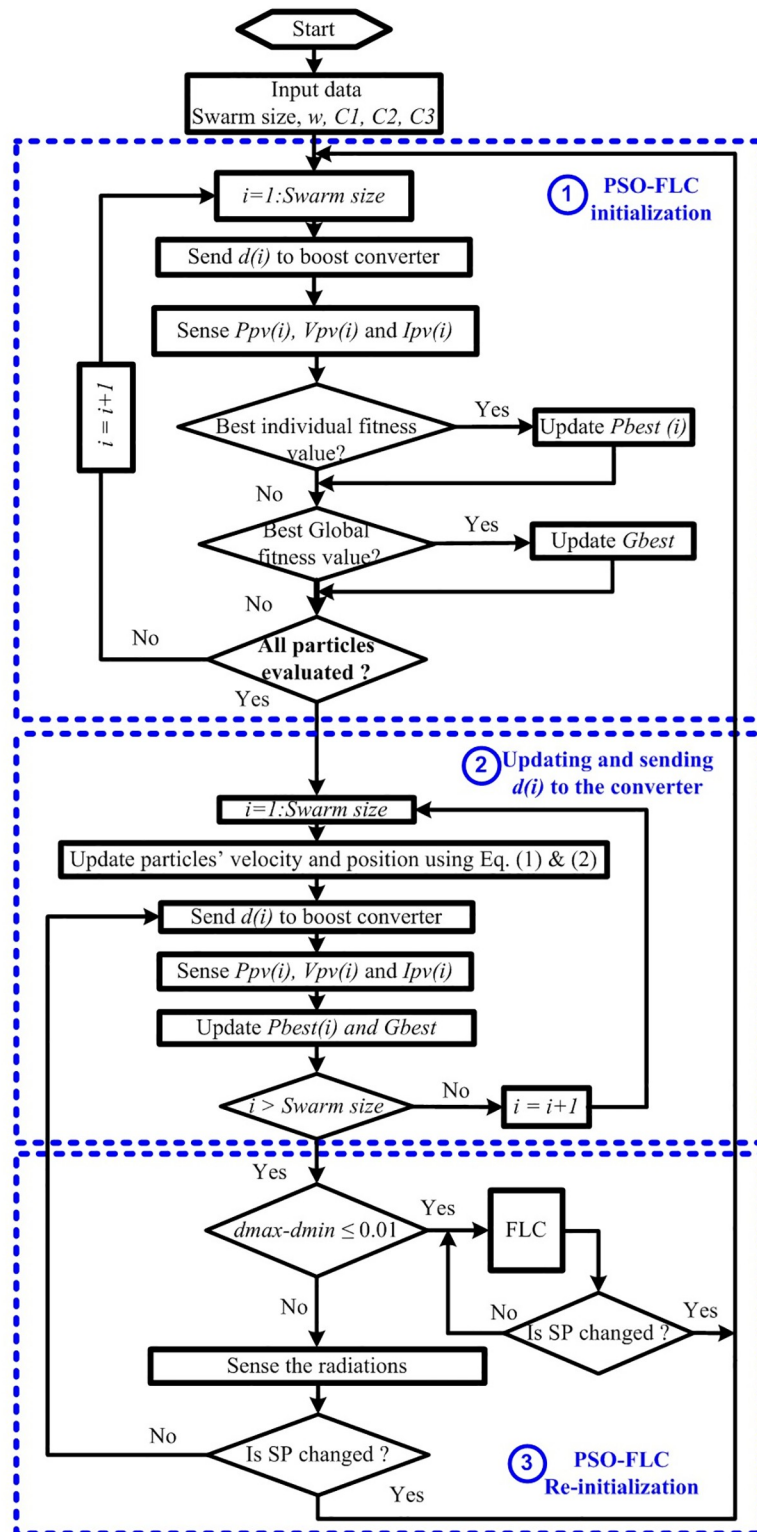 Start
Input data
Swarm size, w, C1, C2, C3
1 PSO-FLC
initialization
i=1:Swarm size
Send d(i) to boost converter
Sense Ppv(i), Vpv(i) and Ipv(i)
i = i+1
Best individual fitness
value?
Yes
Update Pbest (i)
No
Best Global
fitness value?
Yes
Update Gbest
No
All particles
evaluated ?
No
Yes
2 Updating and sending
d(i) to the converter
i=1:Swarm size
Update particles' velocity and position using Eq. (1) & (2)
Send d(i) to boost converter
Sense Ppv(i), Vpv(i) and Ipv(i)
Update Pbest(i) and Gbest
i > Swarm size
No
i = i+1
Yes
dmax-dmin ≤ 0.01
Yes
FLC
No
Is SP changed ?
No
Yes
Sense the radiations
Is SP changed ?
No
Yes
3 PSO-FLC
Re-initialization